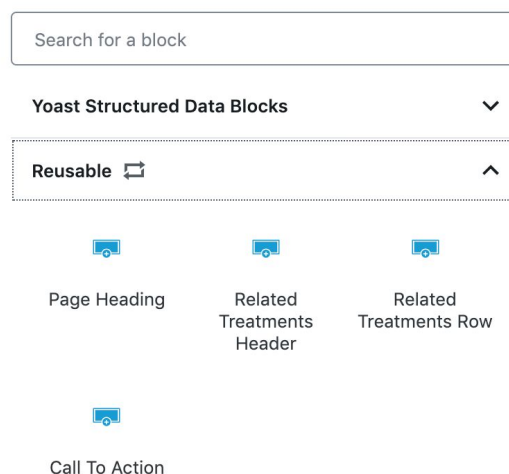 Search for a block
Yoast Structured Data Blocks
Reusable
Page Heading
Related
Treatments
Header
Related
Treatments Row
Call To Action